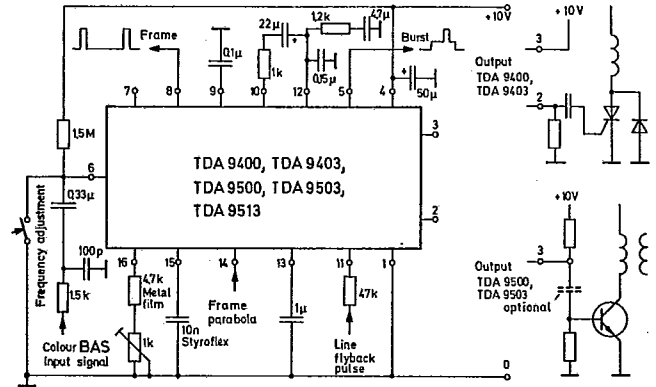 Frame
0,1µ
22µ
1k
1,2k
4,7µ
0,15µ
Burst
50µ
+10V
+10V
3
Output
TDA 9400,
TDA 9403
2
7
8
9
10
12
5
4
3
2
1,5M
6
0,33µ
TDA 9400, TDA 9403,
TDA 9500, TDA 9503,
TDA 9513
Frequency adjustment
100p
1,5k
Colour BAS
input signal
16
15
14
13
11
1
4,7k
Metal
film
1k
10n
Styroflex
Frame
parabola
1µ
47k
Line
flyback
pulse
0
+10V
3
Output
TDA 9500,
TDA 9503
optional